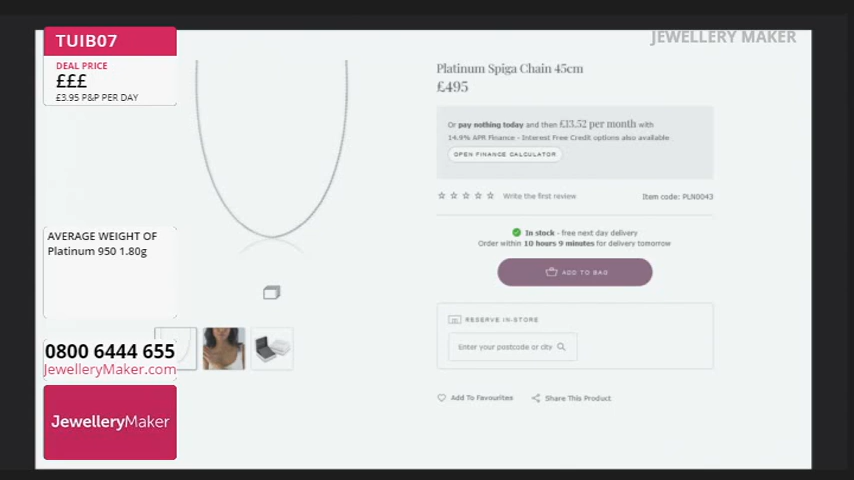 TUIB07
DEAL PRICE
£££
£3.95 P&P PER DAY
JEWELLERY MAKER
Platinum Spiga Chain 45cm
£495
Or pay nothing today and then £13.52 per month with
14.9% APR Finance - Interest Free Credit options also available
OPEN FINANCE CALCULATOR
Write the first review
Item code: PLN0043
In stock - free next day delivery
Order within 10 hours 9 minutes for delivery tomorrow
ADD TO BAG
AVERAGE WEIGHT OF
Platinum 950 1.80g
RESERVE IN-STORE
Enter your postcode or city
0800 6444 655
JewelleryMaker.com
Add To Favourites
Share This Product
JewelleryMaker